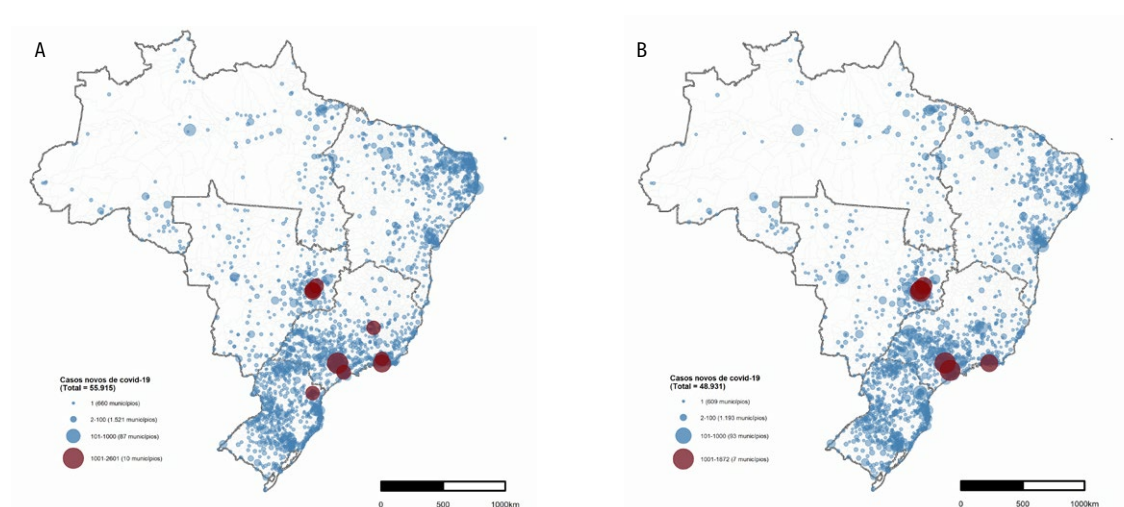 A
Casos novos de covid-19
(Total = 55.915)
1 (660 municípios)
2-100 (1.521 municípios)
101-1000 (87 municípios)
1001-2601 (10 municípios)
0 500 1000km
B
Casos novos de covid-19
(Total = 48.931)
1 (609 municípios)
2-100 (1.193 municípios)
101-1000 (93 municípios)
1001-1872 (7 municípios)
0 500 1000km